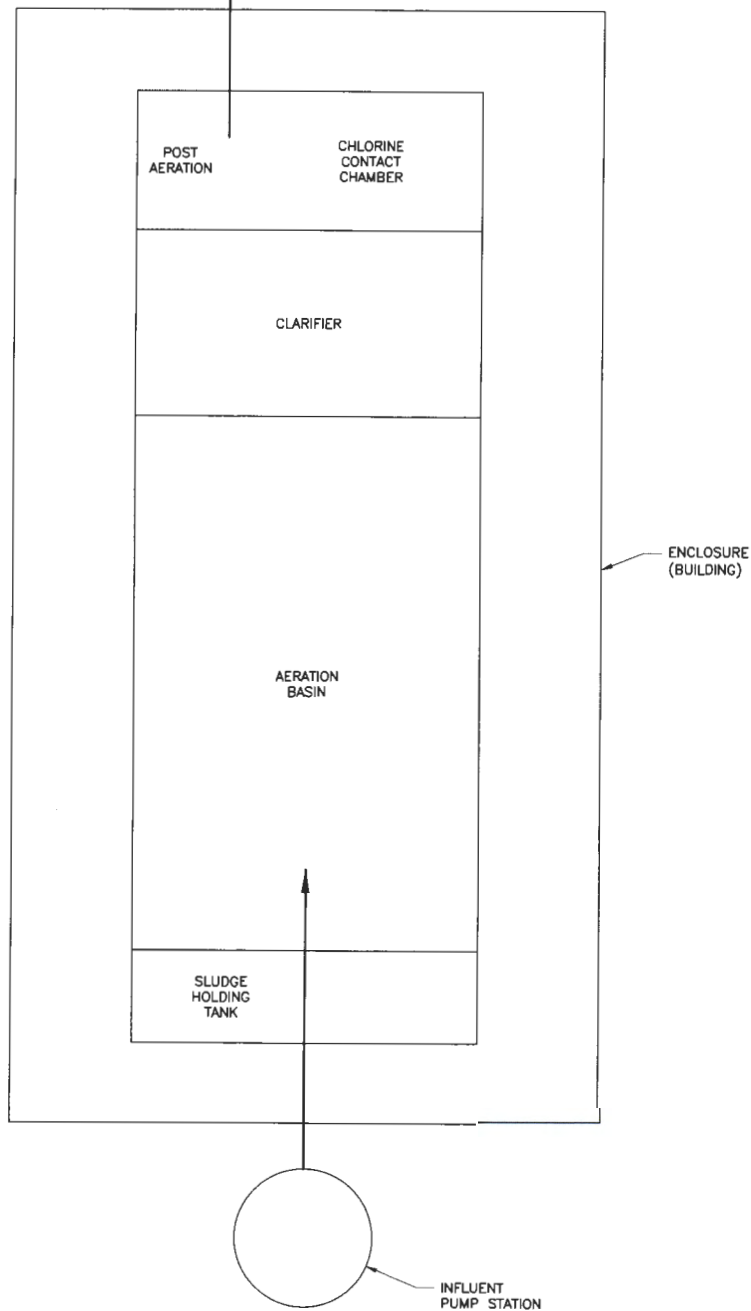 POST
AERATION
CHLORINE
CONTACT
CHAMBER
CLARIFIER
ENCLOSURE
(BUILDING)
AERATION
BASIN
SLUDGE
HOLDING
TANK
INFLUENT
PUMP STATION